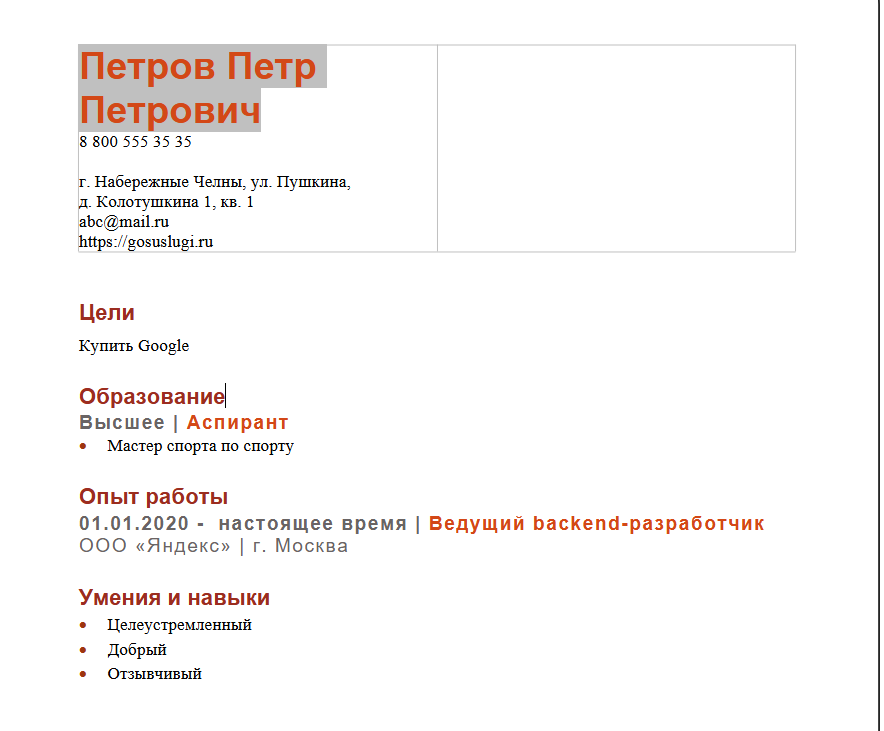 Петров Петр
Петрович
8 800 555 35 35
г. Набережные Челны, ул. Пушкина,
д. Колотушкина 1, кв. 1
abc@mail.ru
https://gosuslugi.ru
Цели
Купить Google
Образование
Высшее | Аспирант
• Мастер спорта по спорту
Опыт работы
01.01.2020 -  настоящее время | Ведущий backend-разработчик
ООО «Яндекс» | г. Москва
Умения и навыки
• Целеустремленный
• Добрый
• Отзывчивый